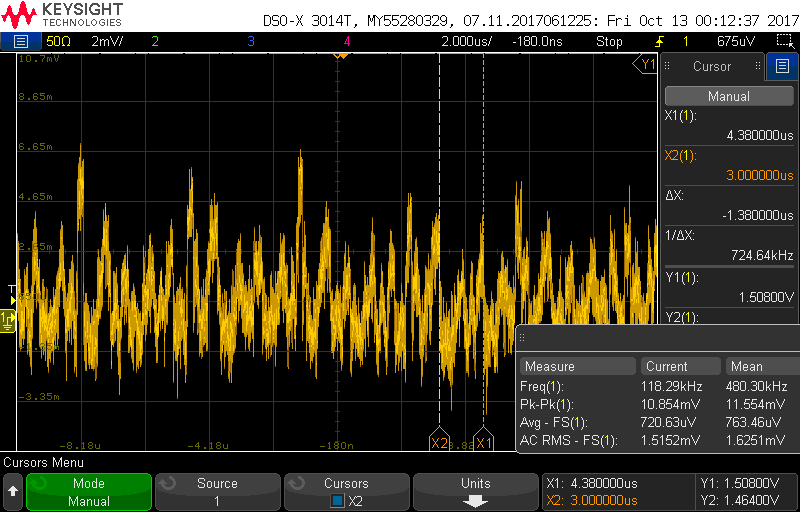 KEYSIGHT
TECHNOLOGIES
DSO-X 3014T, MY55280329, 07.11.2017061225: Fri Oct 13 00:12:37 2017
50Ω 2mV/ 2 3 4 2.000us/ -180.0ns Stop 1 675uV
10.7mV
Y1
8.65m
6.65m
4.65m
2.65m
T
1
-3.35m
-8.18u -4.18u -180n
X2 X1
Cursor
Manual
X1(1):
4.380000us
X2(1):
3.000000us
ΔX:
-1.380000us
1/ΔX:
724.64kHz
Y1(1):
1.50800V
Y2(1):
Measure Current Mean
Freq(1): 118.29kHz 480.30kHz
Pk-Pk(1): 10.854mV 11.554mV
Avg - FS(1): 720.63uV 763.46uV
AC RMS - FS(1): 1.5152mV 1.6251mV
Cursors Menu
Mode
Manual
Source
1
Cursors
X2
Units
X1: 4.380000us
X2: 3.000000us
Y1: 1.50800V
Y2: 1.46400V